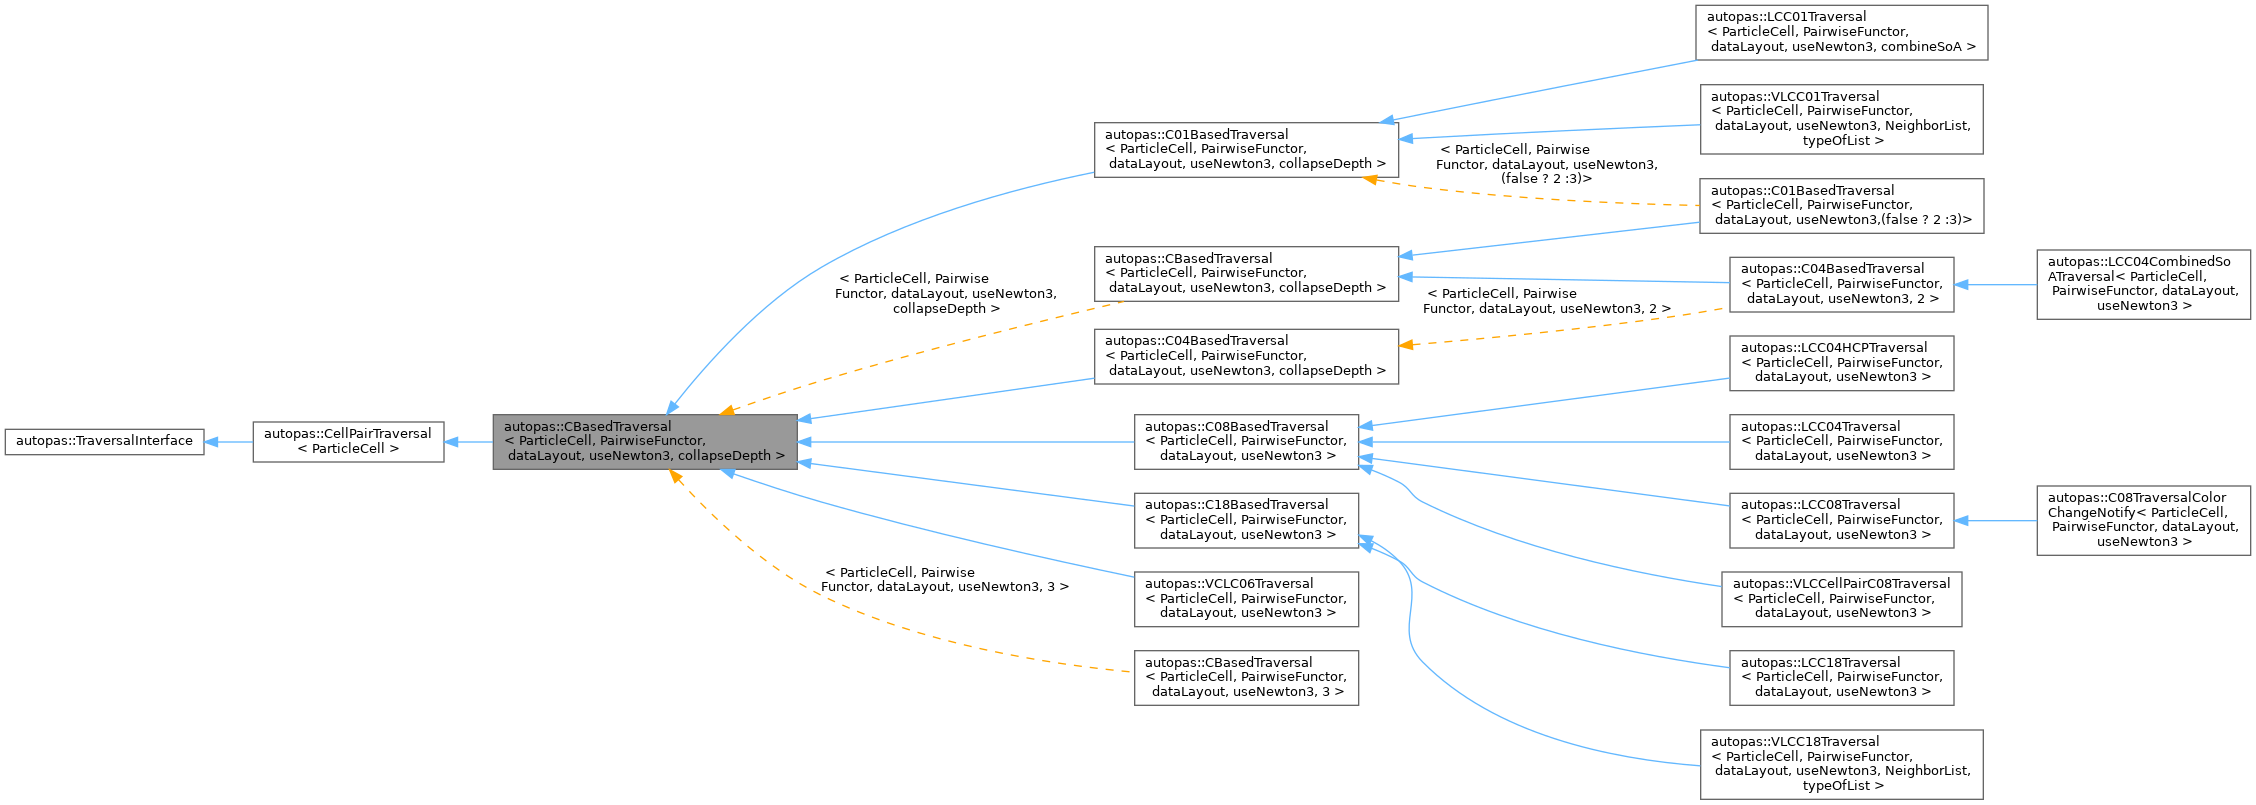 autopas::TraversalInterface
autopas::CellPairTraversal
< ParticleCell >
autopas::CBasedTraversal
< ParticleCell, PairwiseFunctor,
dataLayout, useNewton3, collapseDepth >
< ParticleCell, Pairwise
Functor, dataLayout, useNewton3,
collapseDepth >
< ParticleCell, Pairwise
Functor, dataLayout, useNewton3, 3 >
autopas::C01BasedTraversal
< ParticleCell, PairwiseFunctor,
dataLayout, useNewton3, collapseDepth >
autopas::CBasedTraversal
< ParticleCell, PairwiseFunctor,
dataLayout, useNewton3, collapseDepth >
autopas::C04BasedTraversal
< ParticleCell, PairwiseFunctor,
dataLayout, useNewton3, collapseDepth >
autopas::C08BasedTraversal
< ParticleCell, PairwiseFunctor,
dataLayout, useNewton3 >
autopas::C18BasedTraversal
< ParticleCell, PairwiseFunctor,
dataLayout, useNewton3 >
autopas::VCLC06Traversal
< ParticleCell, PairwiseFunctor,
dataLayout, useNewton3 >
autopas::CBasedTraversal
< ParticleCell, PairwiseFunctor,
dataLayout, useNewton3, 3 >
< ParticleCell, Pairwise
Functor, dataLayout, useNewton3,
(false ? 2 :3)>
< ParticleCell, Pairwise
Functor, dataLayout, useNewton3, 2 >
autopas::LCC01Traversal
< ParticleCell, PairwiseFunctor,
dataLayout, useNewton3, combineSoA >
autopas::VLCC01Traversal
< ParticleCell, PairwiseFunctor,
dataLayout, useNewton3, NeighborList,
typeOfList >
autopas::C01BasedTraversal
< ParticleCell, PairwiseFunctor,
dataLayout, useNewton3,(false ? 2 :3)>
autopas::C04BasedTraversal
< ParticleCell, PairwiseFunctor,
dataLayout, useNewton3, 2 >
autopas::LCC04HCPTraversal
< ParticleCell, PairwiseFunctor,
dataLayout, useNewton3 >
autopas::LCC04Traversal
< ParticleCell, PairwiseFunctor,
dataLayout, useNewton3 >
autopas::LCC08Traversal
< ParticleCell, PairwiseFunctor,
dataLayout, useNewton3 >
autopas::VLCCellPairC08Traversal
< ParticleCell, PairwiseFunctor,
dataLayout, useNewton3 >
autopas::LCC18Traversal
< ParticleCell, PairwiseFunctor,
dataLayout, useNewton3 >
autopas::VLCC18Traversal
< ParticleCell, PairwiseFunctor,
dataLayout, useNewton3, NeighborList,
typeOfList >
autopas::LCC04CombinedSo
ATraversal< ParticleCell,
PairwiseFunctor, dataLayout,
useNewton3 >
autopas::C08TraversalColor
ChangeNotify< ParticleCell,
PairwiseFunctor, dataLayout,
useNewton3 >